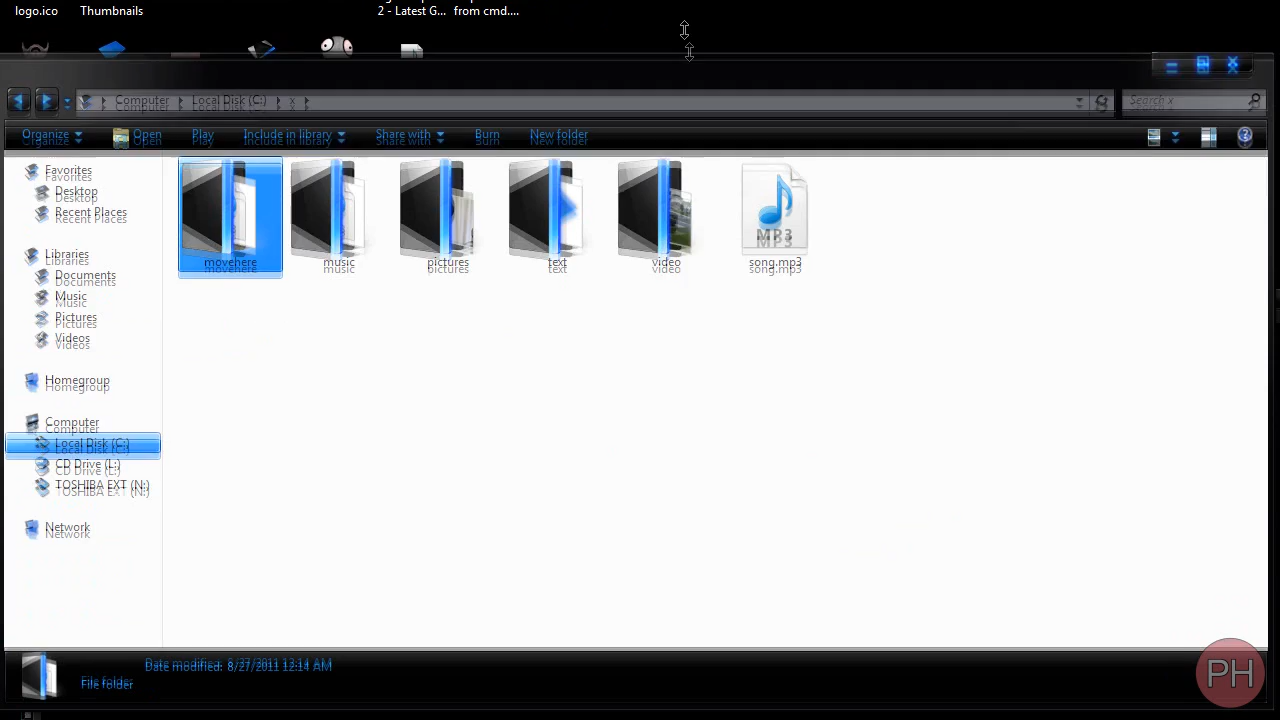 logo.ico Thumbnails 2 - Latest G... from cmd....
Computer Local Disk (C:) x Search x
Organize Open Play Include in library Share with Burn New folder
Favorites
Desktop
Recent Places
Libraries
Documents
Music
Pictures
Videos
Homegroup
Computer
Local Disk (C:)
CD Drive (L:)
TOSHIBA EXT (N:)
Network
MP3
movehere music pictures text video song.mp3
Date modified: 8/27/2011 12:14 AM
File folder
PH